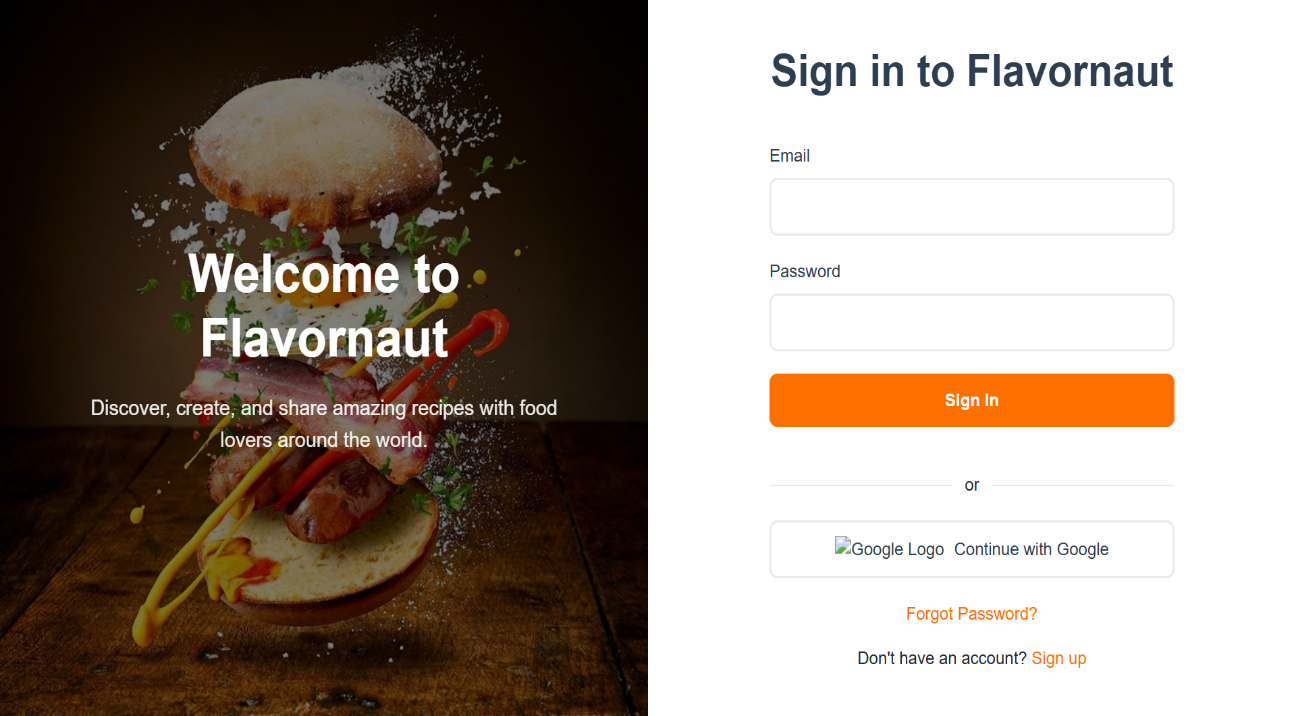 Welcome to
Flavornaut
Discover, create, and share amazing recipes with food
lovers around the world.
Sign in to Flavornaut
Email
Password
Sign In
or
Google Logo Continue with Google
Forgot Password?
Don't have an account? Sign up